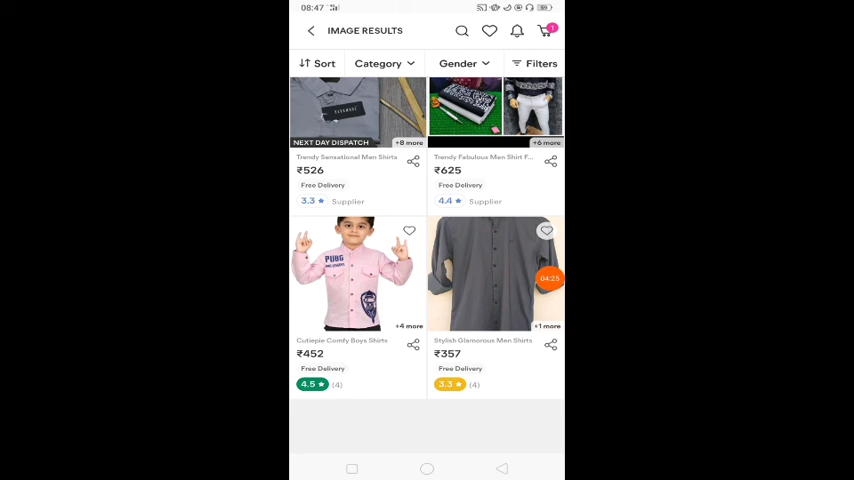 08:47
59
IMAGE RESULTS
1
Sort
Category
Gender
Filters
NEXT DAY DISPATCH
+8 more
+6 more
Trendy Sensational Men Shirts
₹526
Free Delivery
3.3 ★ Supplier
Trendy Fabulous Men Shirt F...
₹625
Free Delivery
4.4 ★ Supplier
PUBG
+4 more
04:25
+1 more
Cutiepie Comfy Boys Shirts
₹452
Free Delivery
4.5 ★ (4)
Stylish Glamorous Men Shirts
₹357
Free Delivery
3.3 ★ (4)